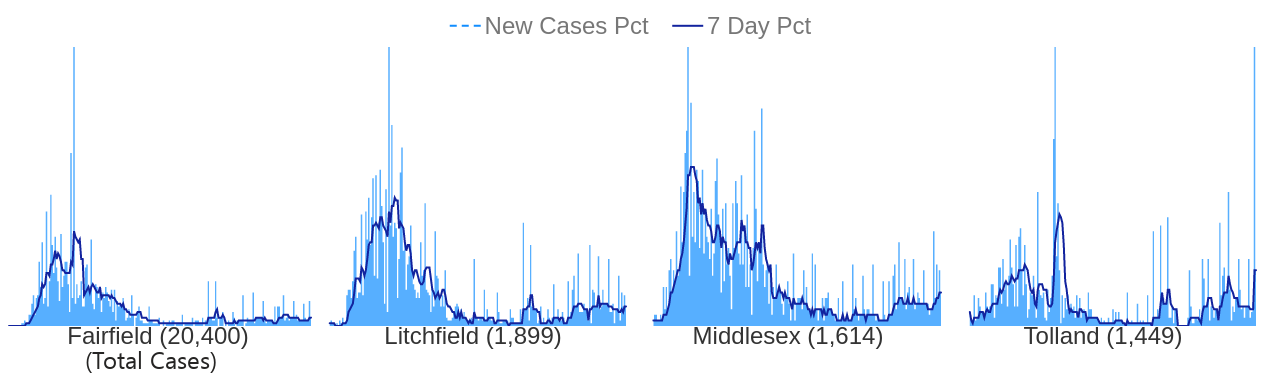 New Cases Pct 7 Day Pct
Fairfield (20,400) Litchfield (1,899) Middlesex (1,614) Tolland (1,449)
(Total Cases)